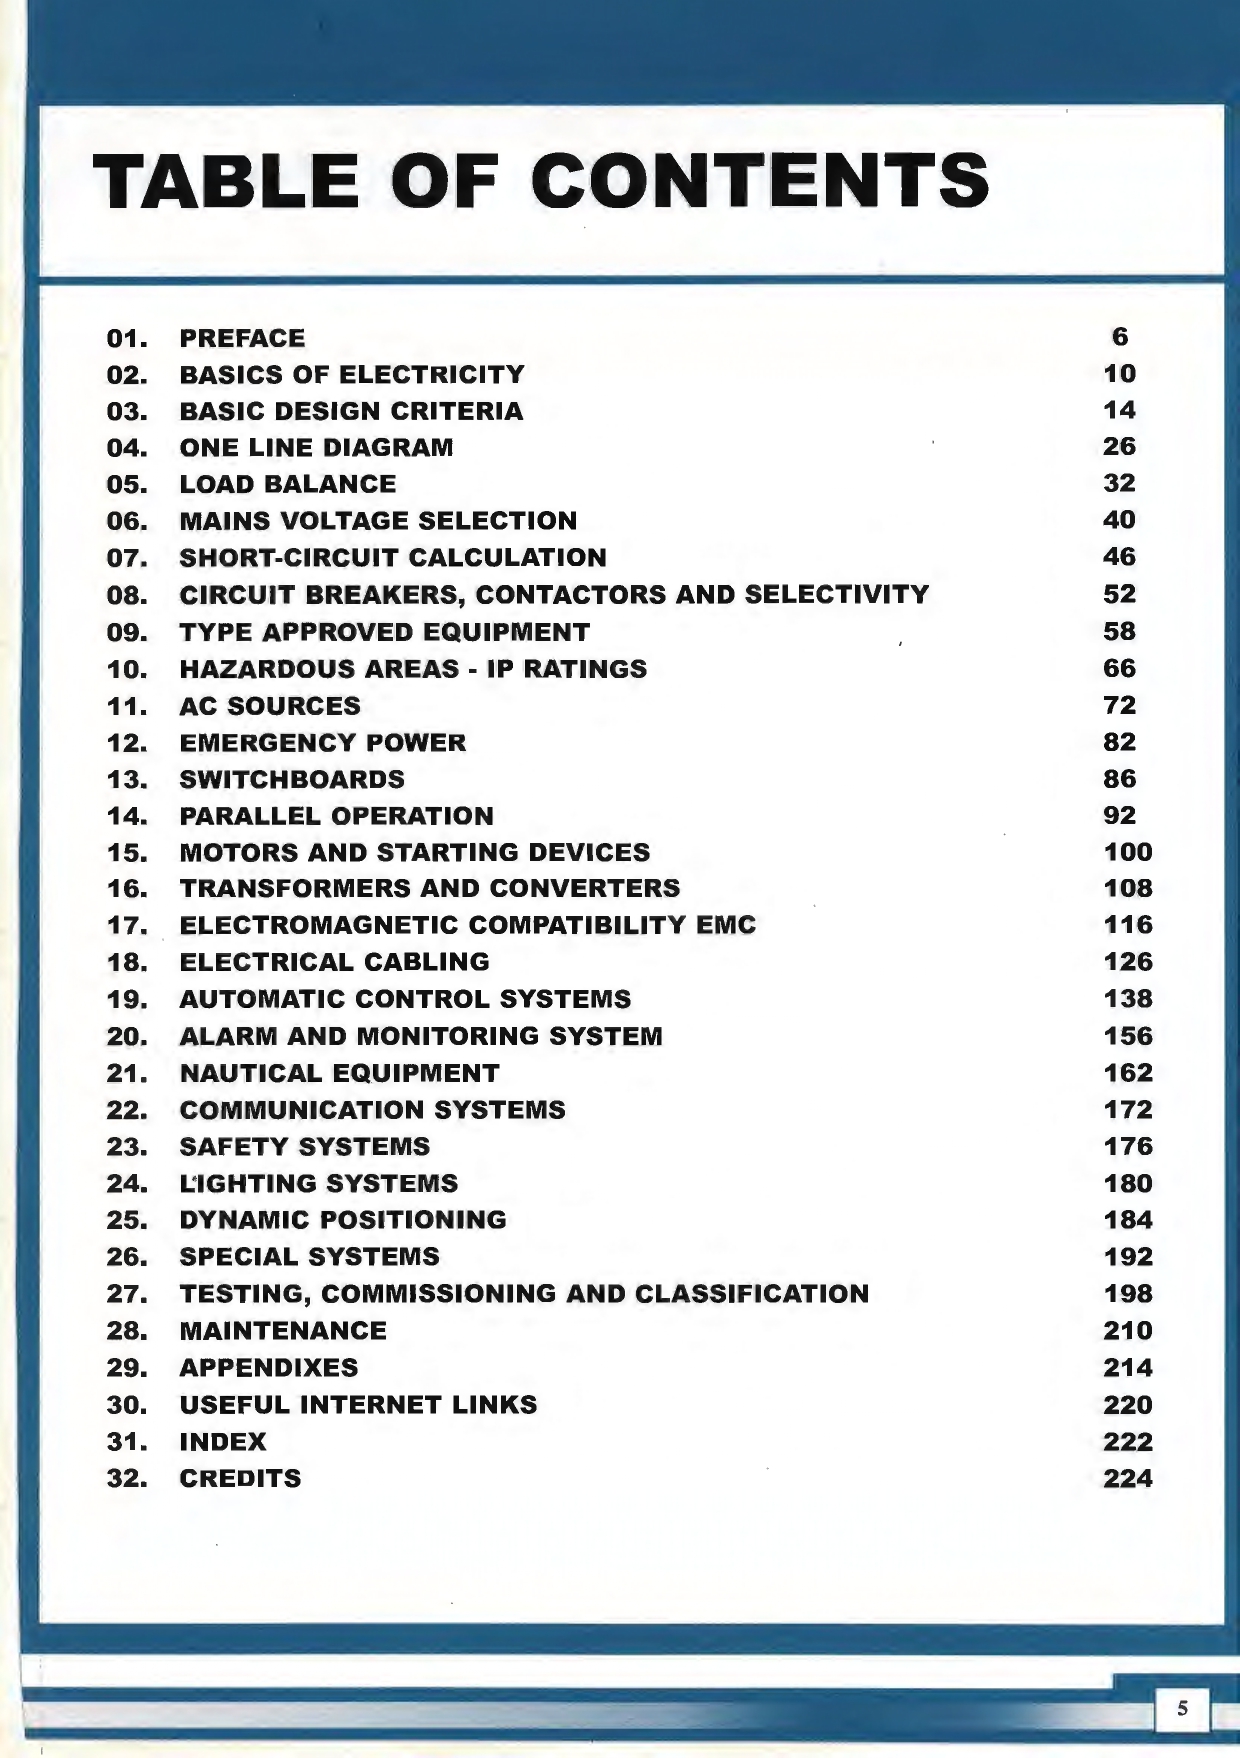 TABLE OF CONTENTS
01. PREFACE 6
02. BASICS OF ELECTRICITY 10
03. BASIC DESIGN CRITERIA 14
04. ONE LINE DIAGRAM 26
05. LOAD BALANCE 32
06. MAINS VOLTAGE SELECTION 40
07. SHORT-CIRCUIT CALCULATION 46
08. CIRCUIT BREAKERS, CONTACTORS AND SELECTIVITY 52
09. TYPE APPROVED EQUIPMENT 58
10. HAZARDOUS AREAS - IP RATINGS 66
11. AC SOURCES 72
12. EMERGENCY POWER 82
13. SWITCHBOARDS 86
14. PARALLEL OPERATION 92
15. MOTORS AND STARTING DEVICES 100
16. TRANSFORMERS AND CONVERTERS 108
17. ELECTROMAGNETIC COMPATIBILITY EMC 116
18. ELECTRICAL CABLING 126
19. AUTOMATIC CONTROL SYSTEMS 138
20. ALARM AND MONITORING SYSTEM 156
21. NAUTICAL EQUIPMENT 162
22. COMMUNICATION SYSTEMS 172
23. SAFETY SYSTEMS 176
24. LIGHTING SYSTEMS 180
25. DYNAMIC POSITIONING 184
26. SPECIAL SYSTEMS 192
27. TESTING, COMMISSIONING AND CLASSIFICATION 198
28. MAINTENANCE 210
29. APPENDIXES 214
30. USEFUL INTERNET LINKS 220
31. INDEX 222
32. CREDITS 224
5